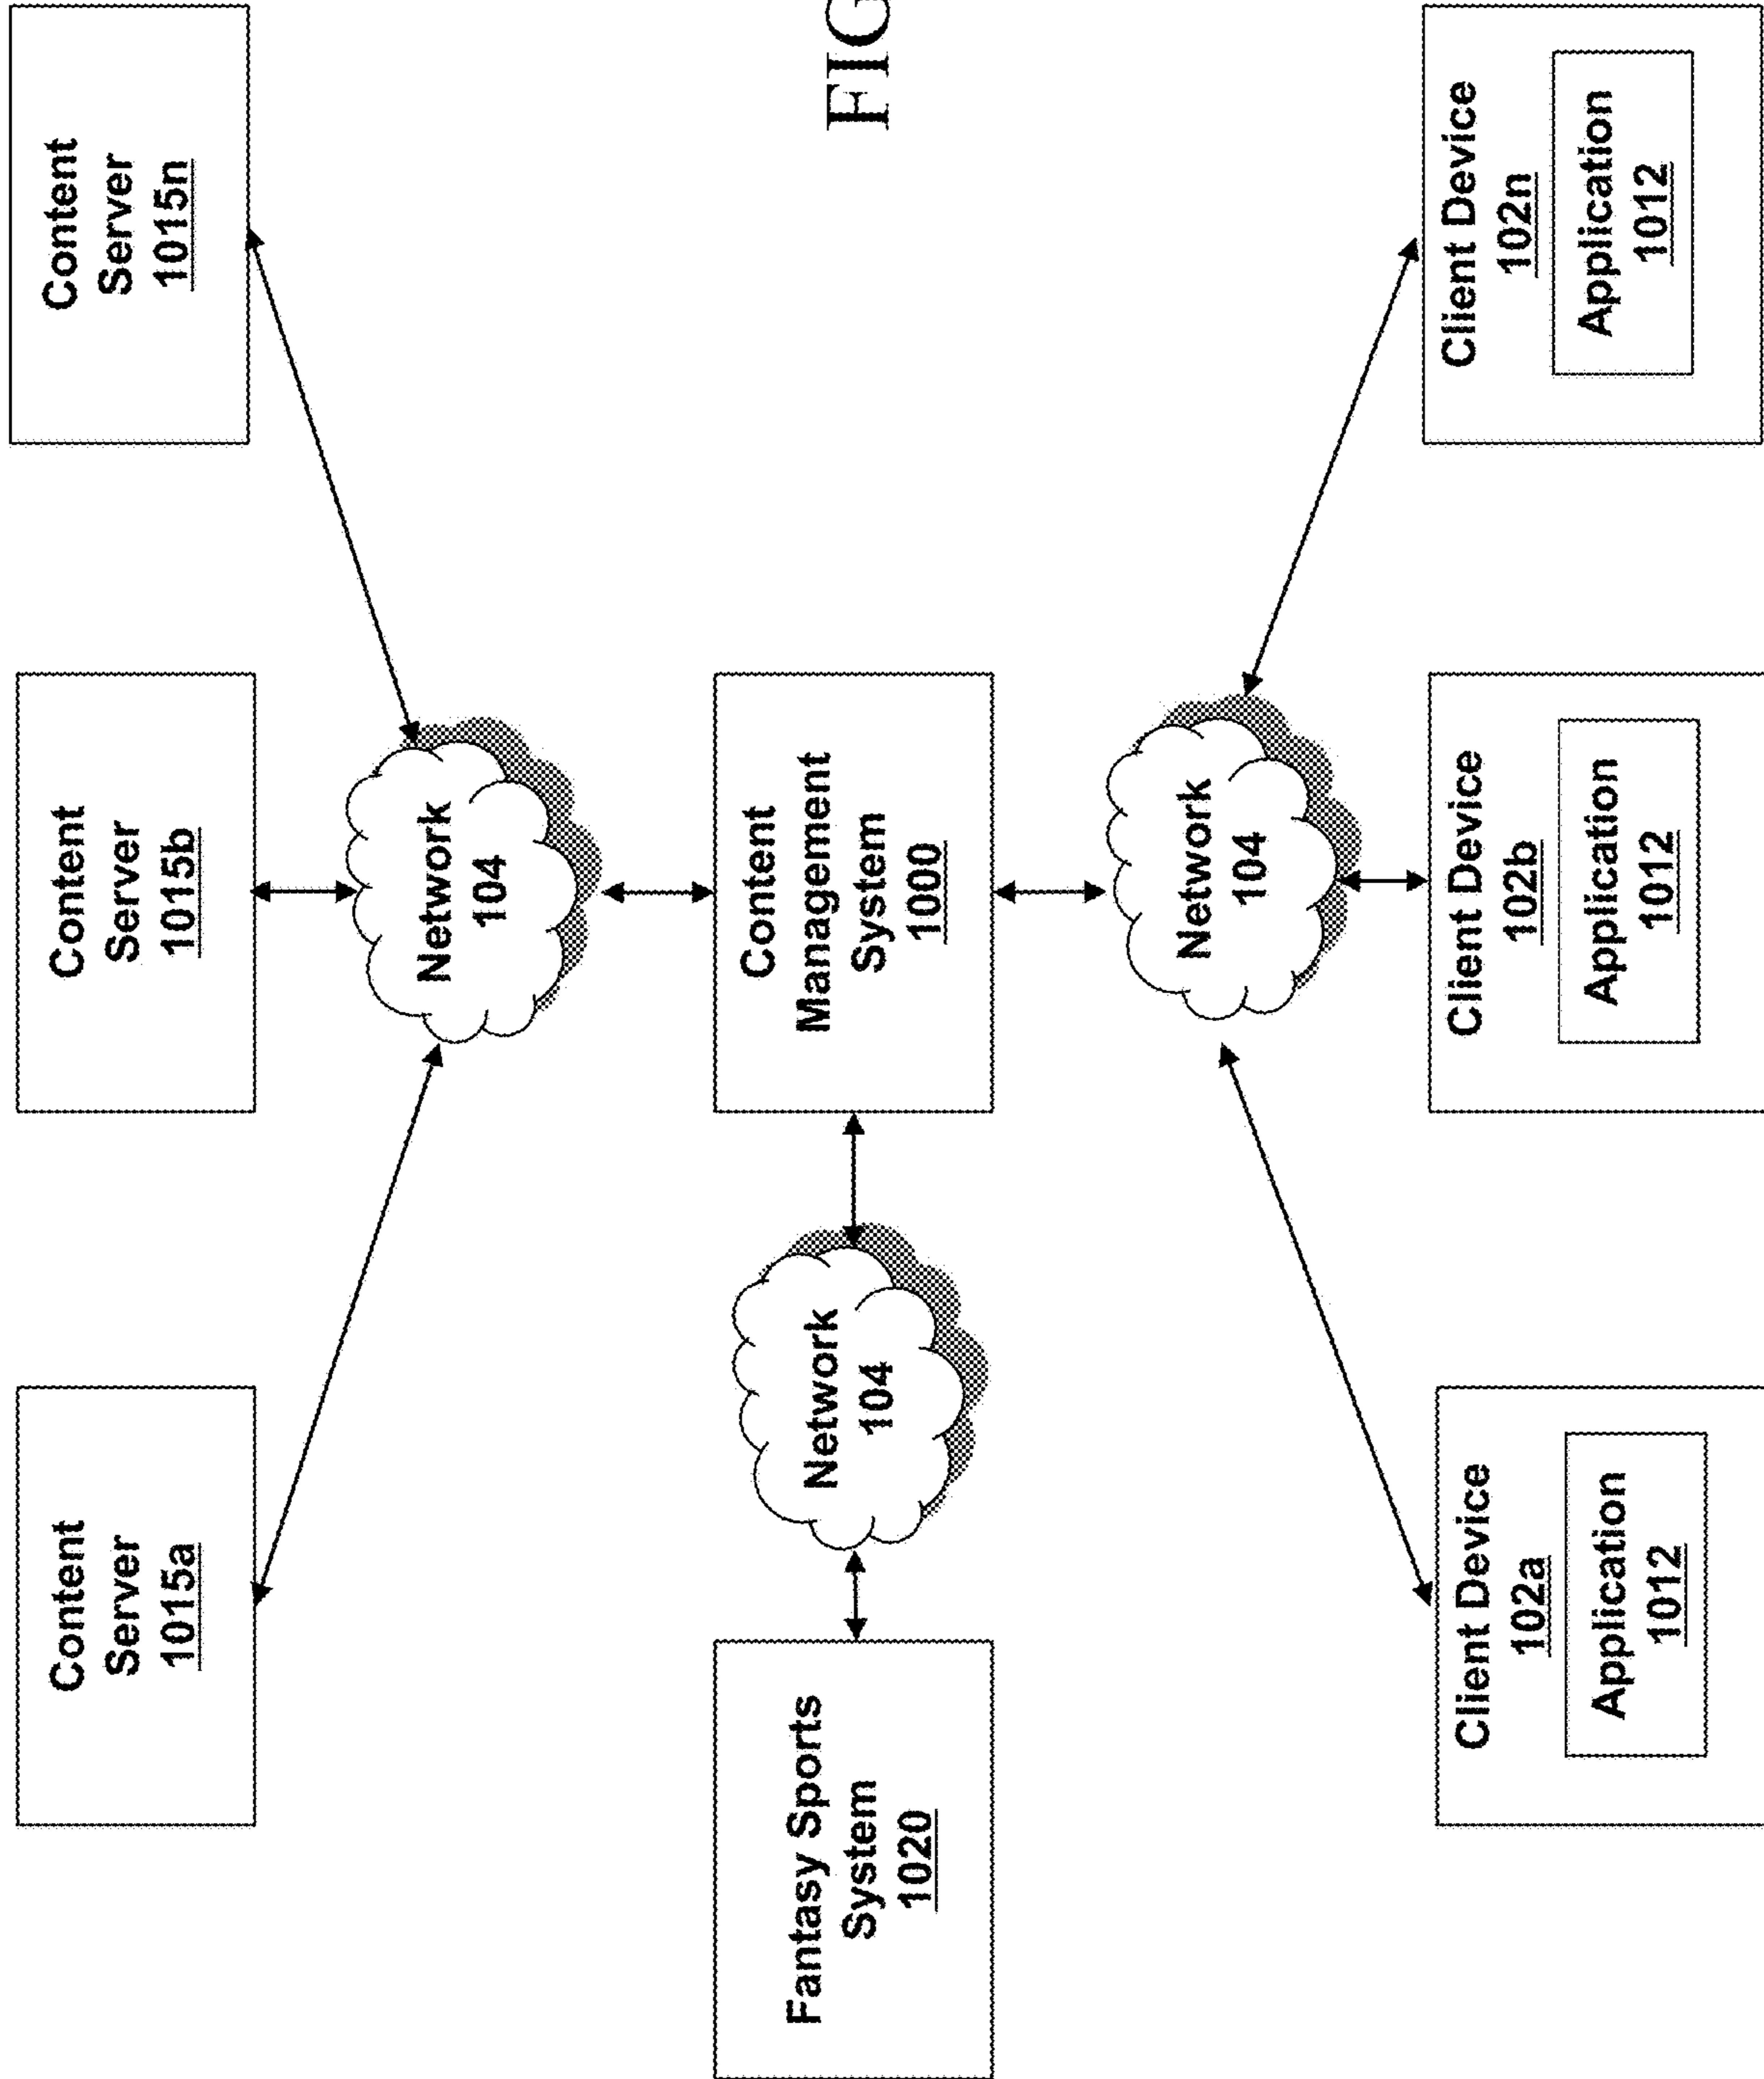 Content
Server
1015a
Content
Server
1015b
Content
Server
1015n
Network
104
Fantasy Sports
System
1020
Network
104
Content
Management
System
1000
FIG
Network
104
Client Device
102a
Application
1012
Client Device
102b
Application
1012
Client Device
102n
Application
1012